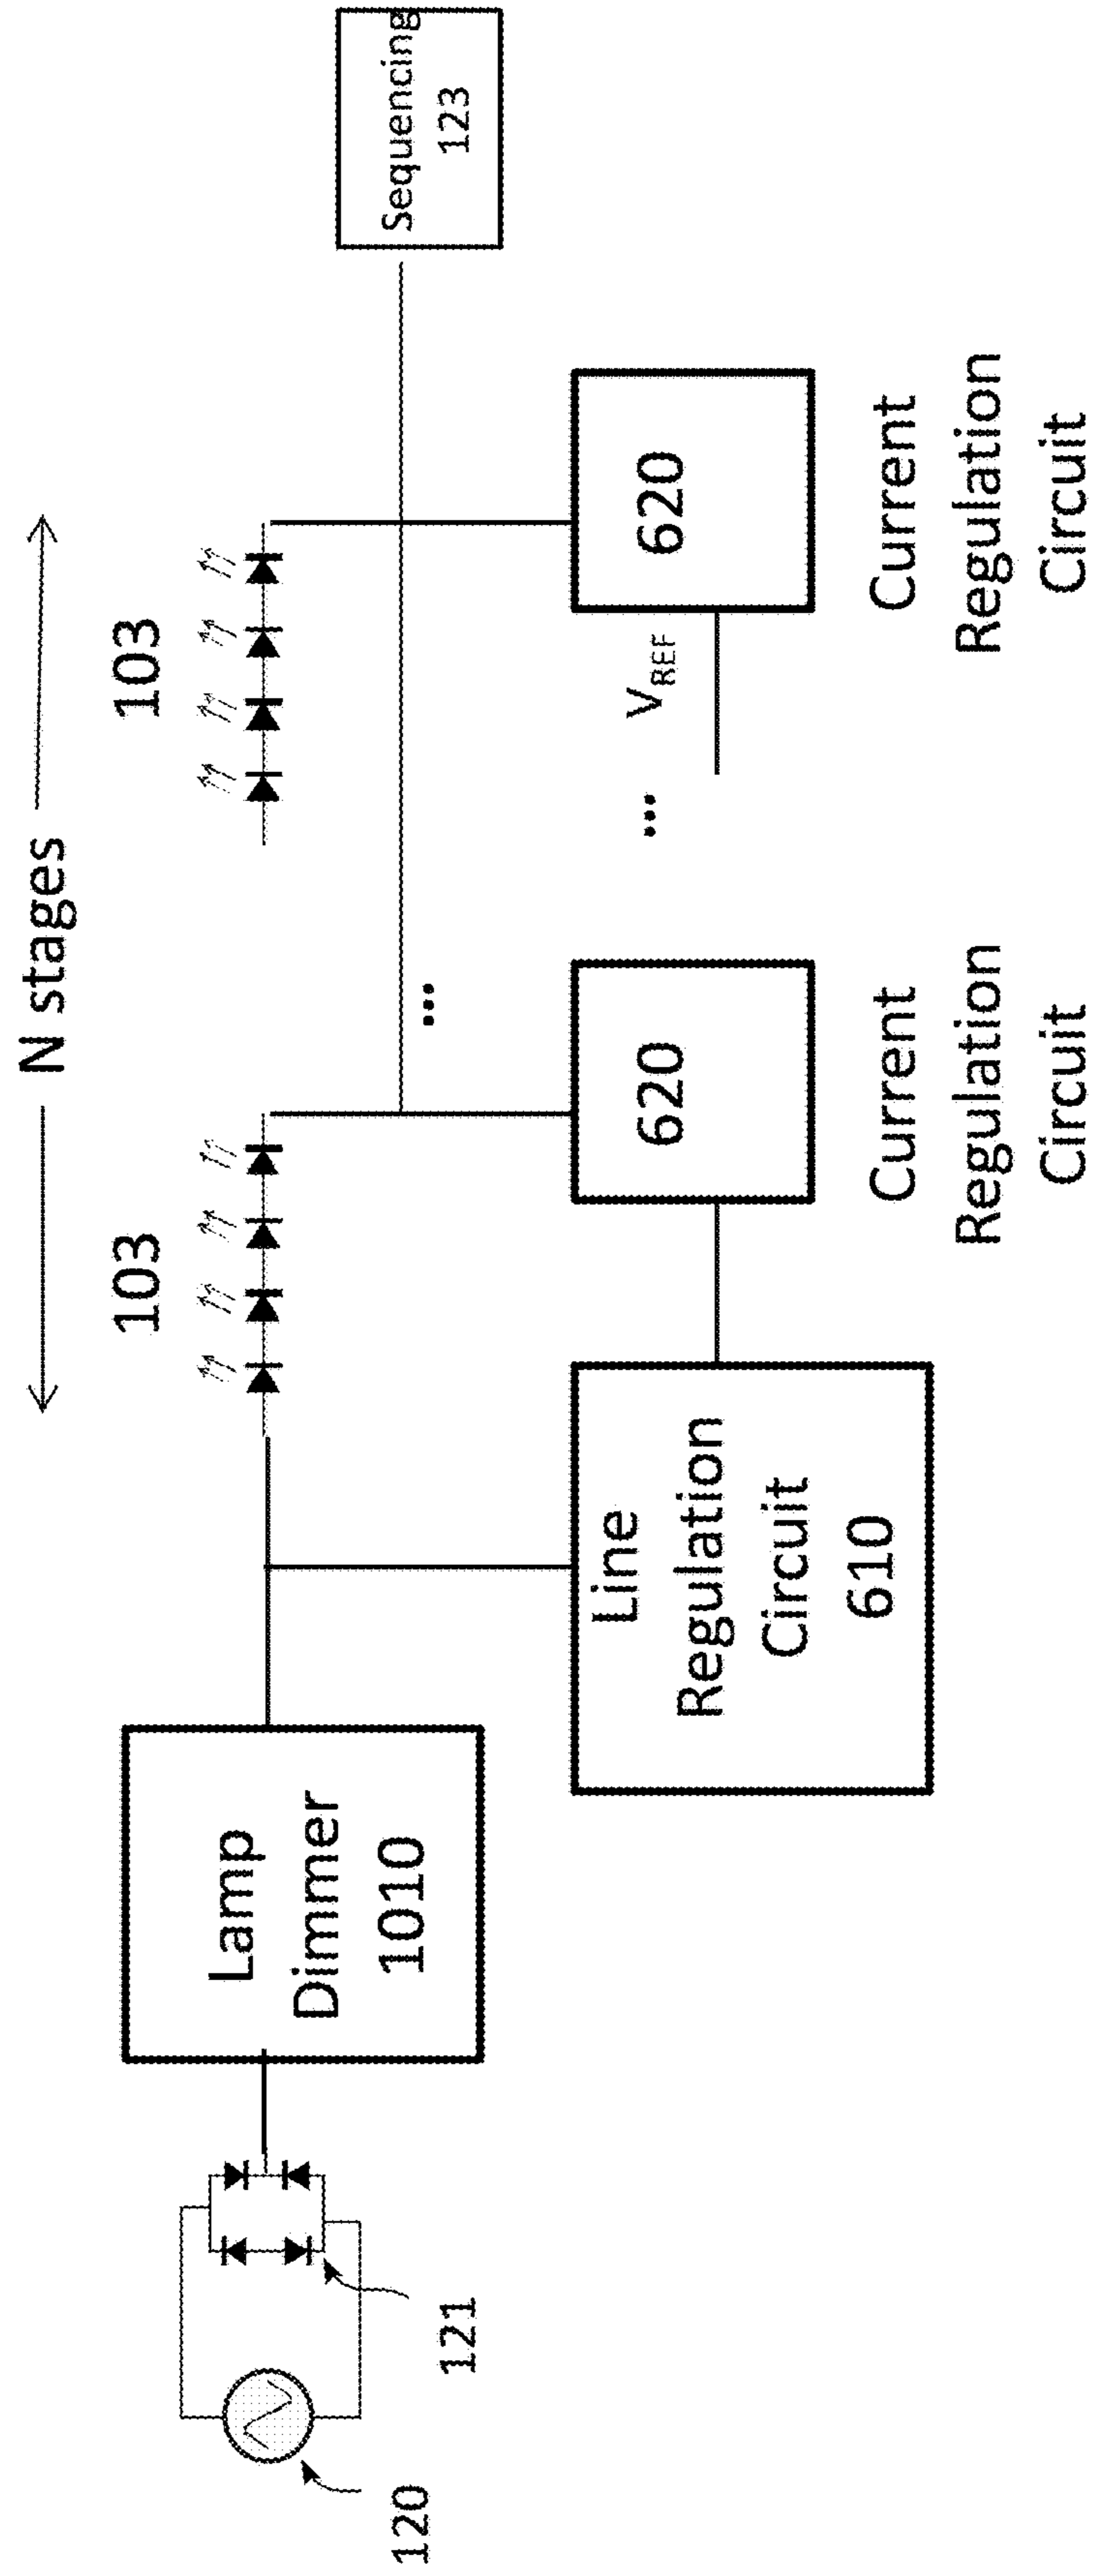 N stages
103
103
Sequencing
123
Lamp
Dimmer
1010
120
121
Line
Regulation
Circuit
610
620
620
...
...
VREF
Current
Regulation
Circuit
Current
Regulation
Circuit